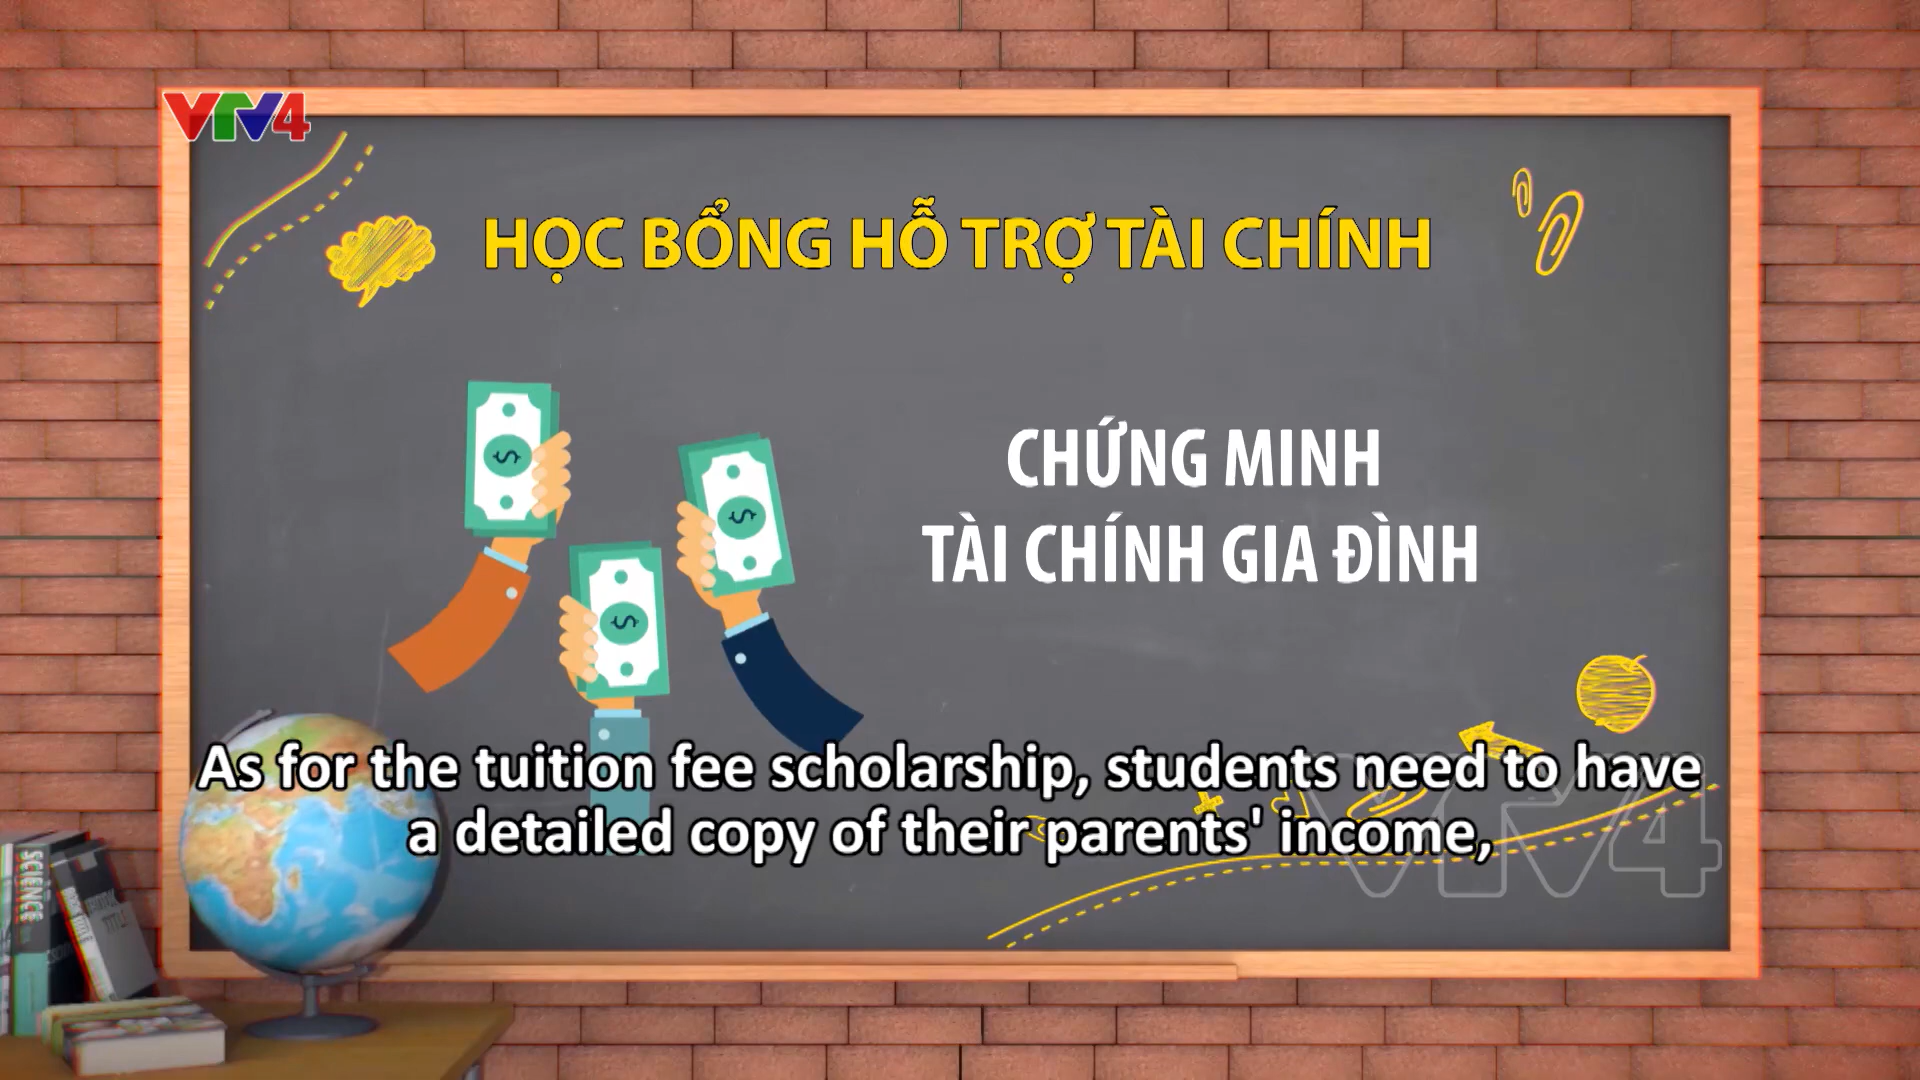 VTV4
HỌC BỔNG HỖ TRỢ TÀI CHÍNH
CHỨNG MINH
TÀI CHÍNH GIA ĐÌNH
As for the tuition fee scholarship, students need to have
a detailed copy of their parents' income,
VTV4
SCIENCE